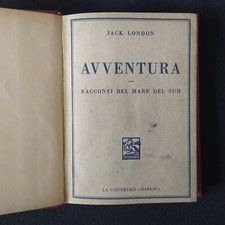 JACK LONDON
AVVENTURA
RACCONTI DEL MARE DEL SUD
LA UNIVERSALE «BARION»